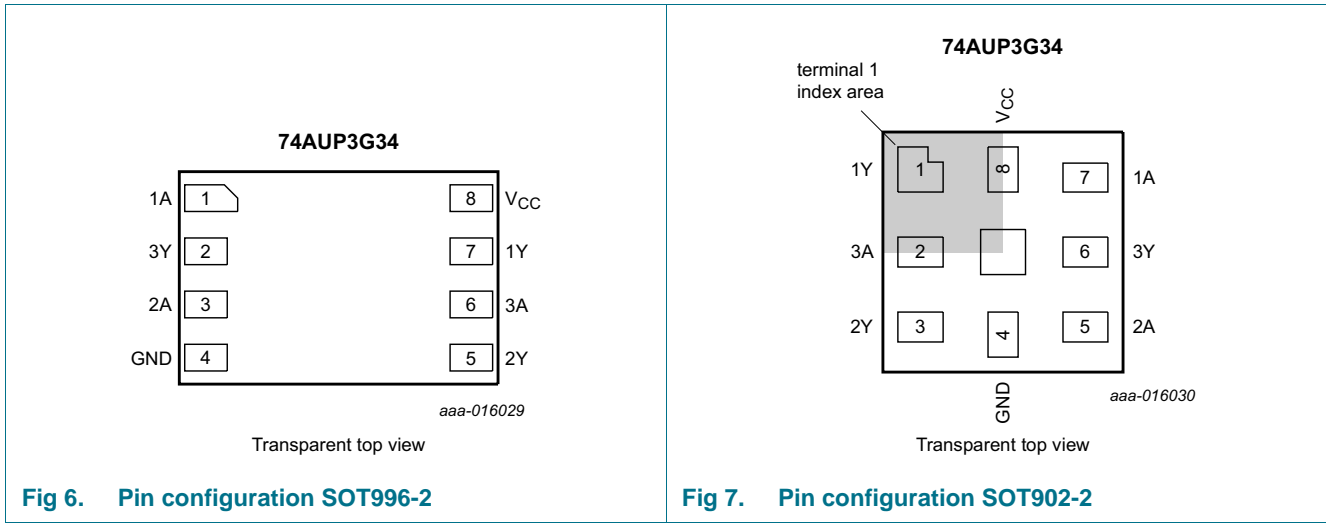 74AUP3G34
1A 1 8 VCC
3Y 2 7 1Y
2A 3 6 3A
GND 4 5 2Y
aaa-016029
Transparent top view
Fig 6. Pin configuration SOT996-2
74AUP3G34
terminal 1
index area
VCC
1Y 1 8 7 1A
3A 2 6 3Y
2Y 3 4 5 2A
GND
aaa-016030
Transparent top view
Fig 7. Pin configuration SOT902-2